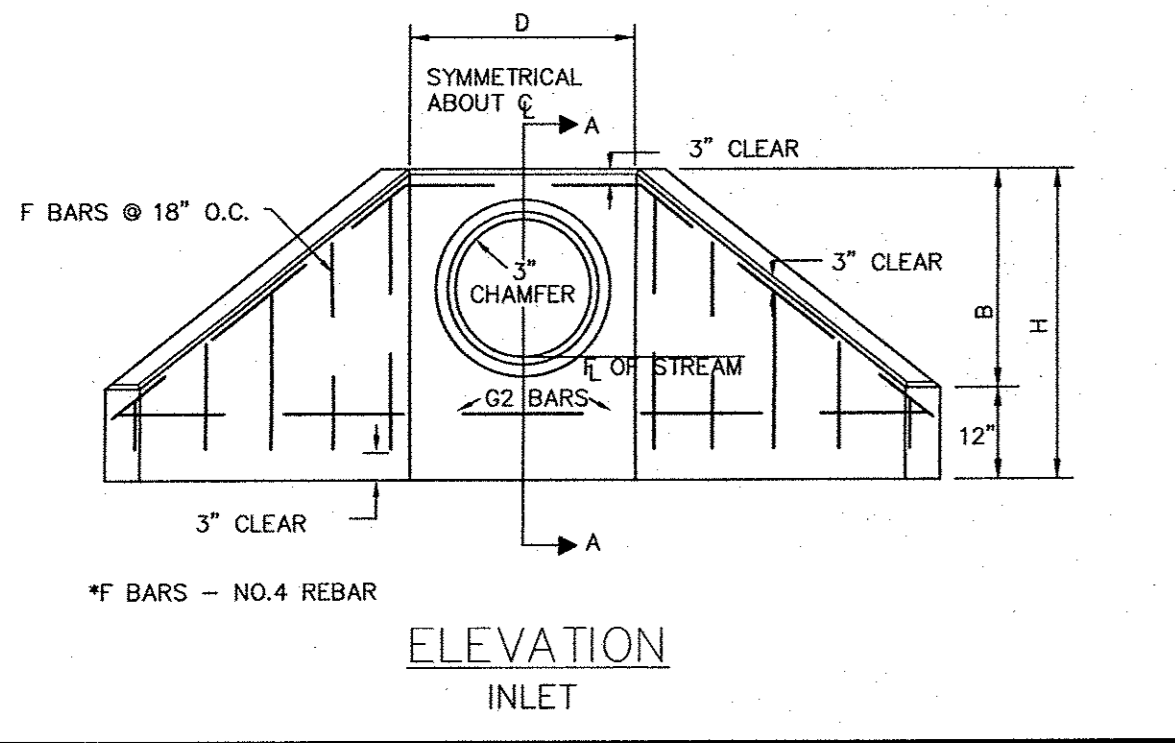 D
SYMMETRICAL
ABOUT ℄
A
3" CLEAR
F BARS @ 18" O.C.
3" CLEAR
3"
CHAMFER
B
H
FL OF STREAM
G2 BARS
12"
3" CLEAR
A
*F BARS – NO.4 REBAR
ELEVATION
INLET